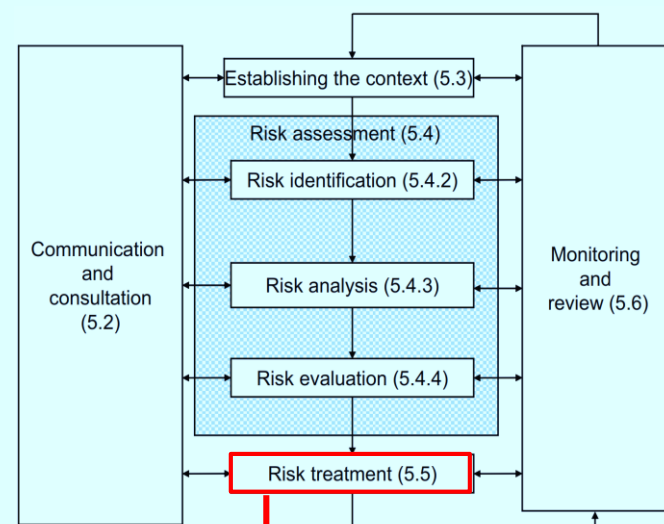 Establishing the context (5.3)
Risk assessment (5.4)
Risk identification (5.4.2)
Communication
and
consultation
(5.2)
Risk analysis (5.4.3)
Monitoring
and
review (5.6)
Risk evaluation (5.4.4)
Risk treatment (5.5)